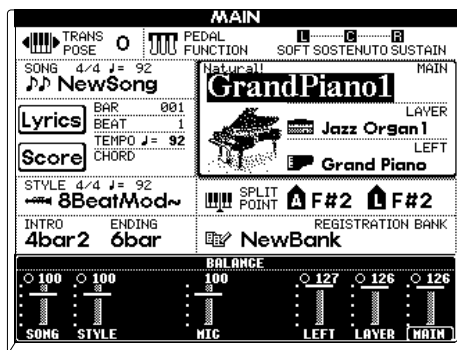 MAIN
TRANSPOSE 0
PEDAL FUNCTION
L C R
SOFT SOSTENUTO SUSTAIN
SONG 4/4 ♩= 92
NewSong
Lyrics
Score
BAR 001
BEAT 1
TEMPO ♩= 92
CHORD
Natural! MAIN
GrandPiano1
LAYER
Jazz Organ1
LEFT
Grand Piano
STYLE 4/4 ♩= 92
8BeatMod~
SPLIT POINT A F#2 L F#2
INTRO ENDING
4bar2 6bar
REGISTRATION BANK
NewBank
BALANCE
100 100 100 127 126 126
SONG STYLE MIC LEFT LAYER MAIN